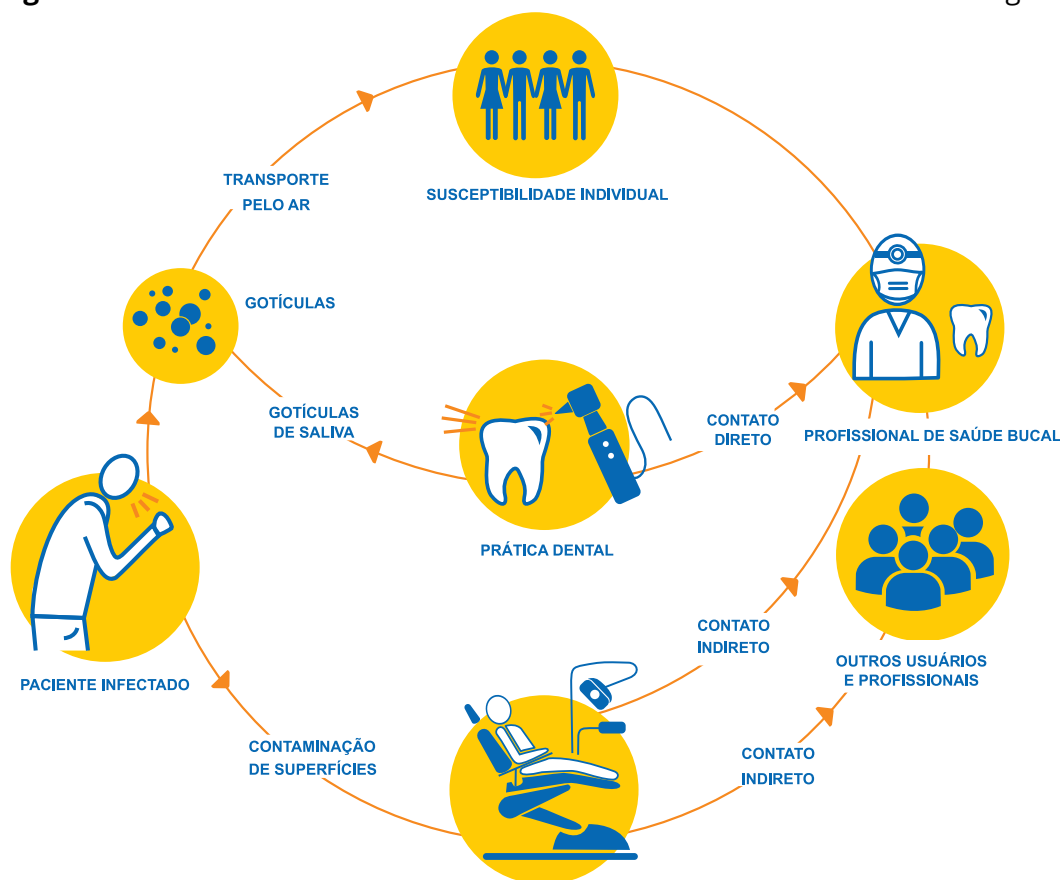 TRANSPORTE
PELO AR
SUSCEPTIBILIDADE INDIVIDUAL
GOTÍCULAS
GOTÍCULAS
DE SALIVA
CONTATO
DIRETO
PROFISSIONAL DE SAÚDE BUCAL
PRÁTICA DENTAL
PACIENTE INFECTADO
CONTATO
INDIRETO
OUTROS USUÁRIOS
E PROFISSIONAIS
CONTAMINAÇÃO
DE SUPERFÍCIES
CONTATO
INDIRETO